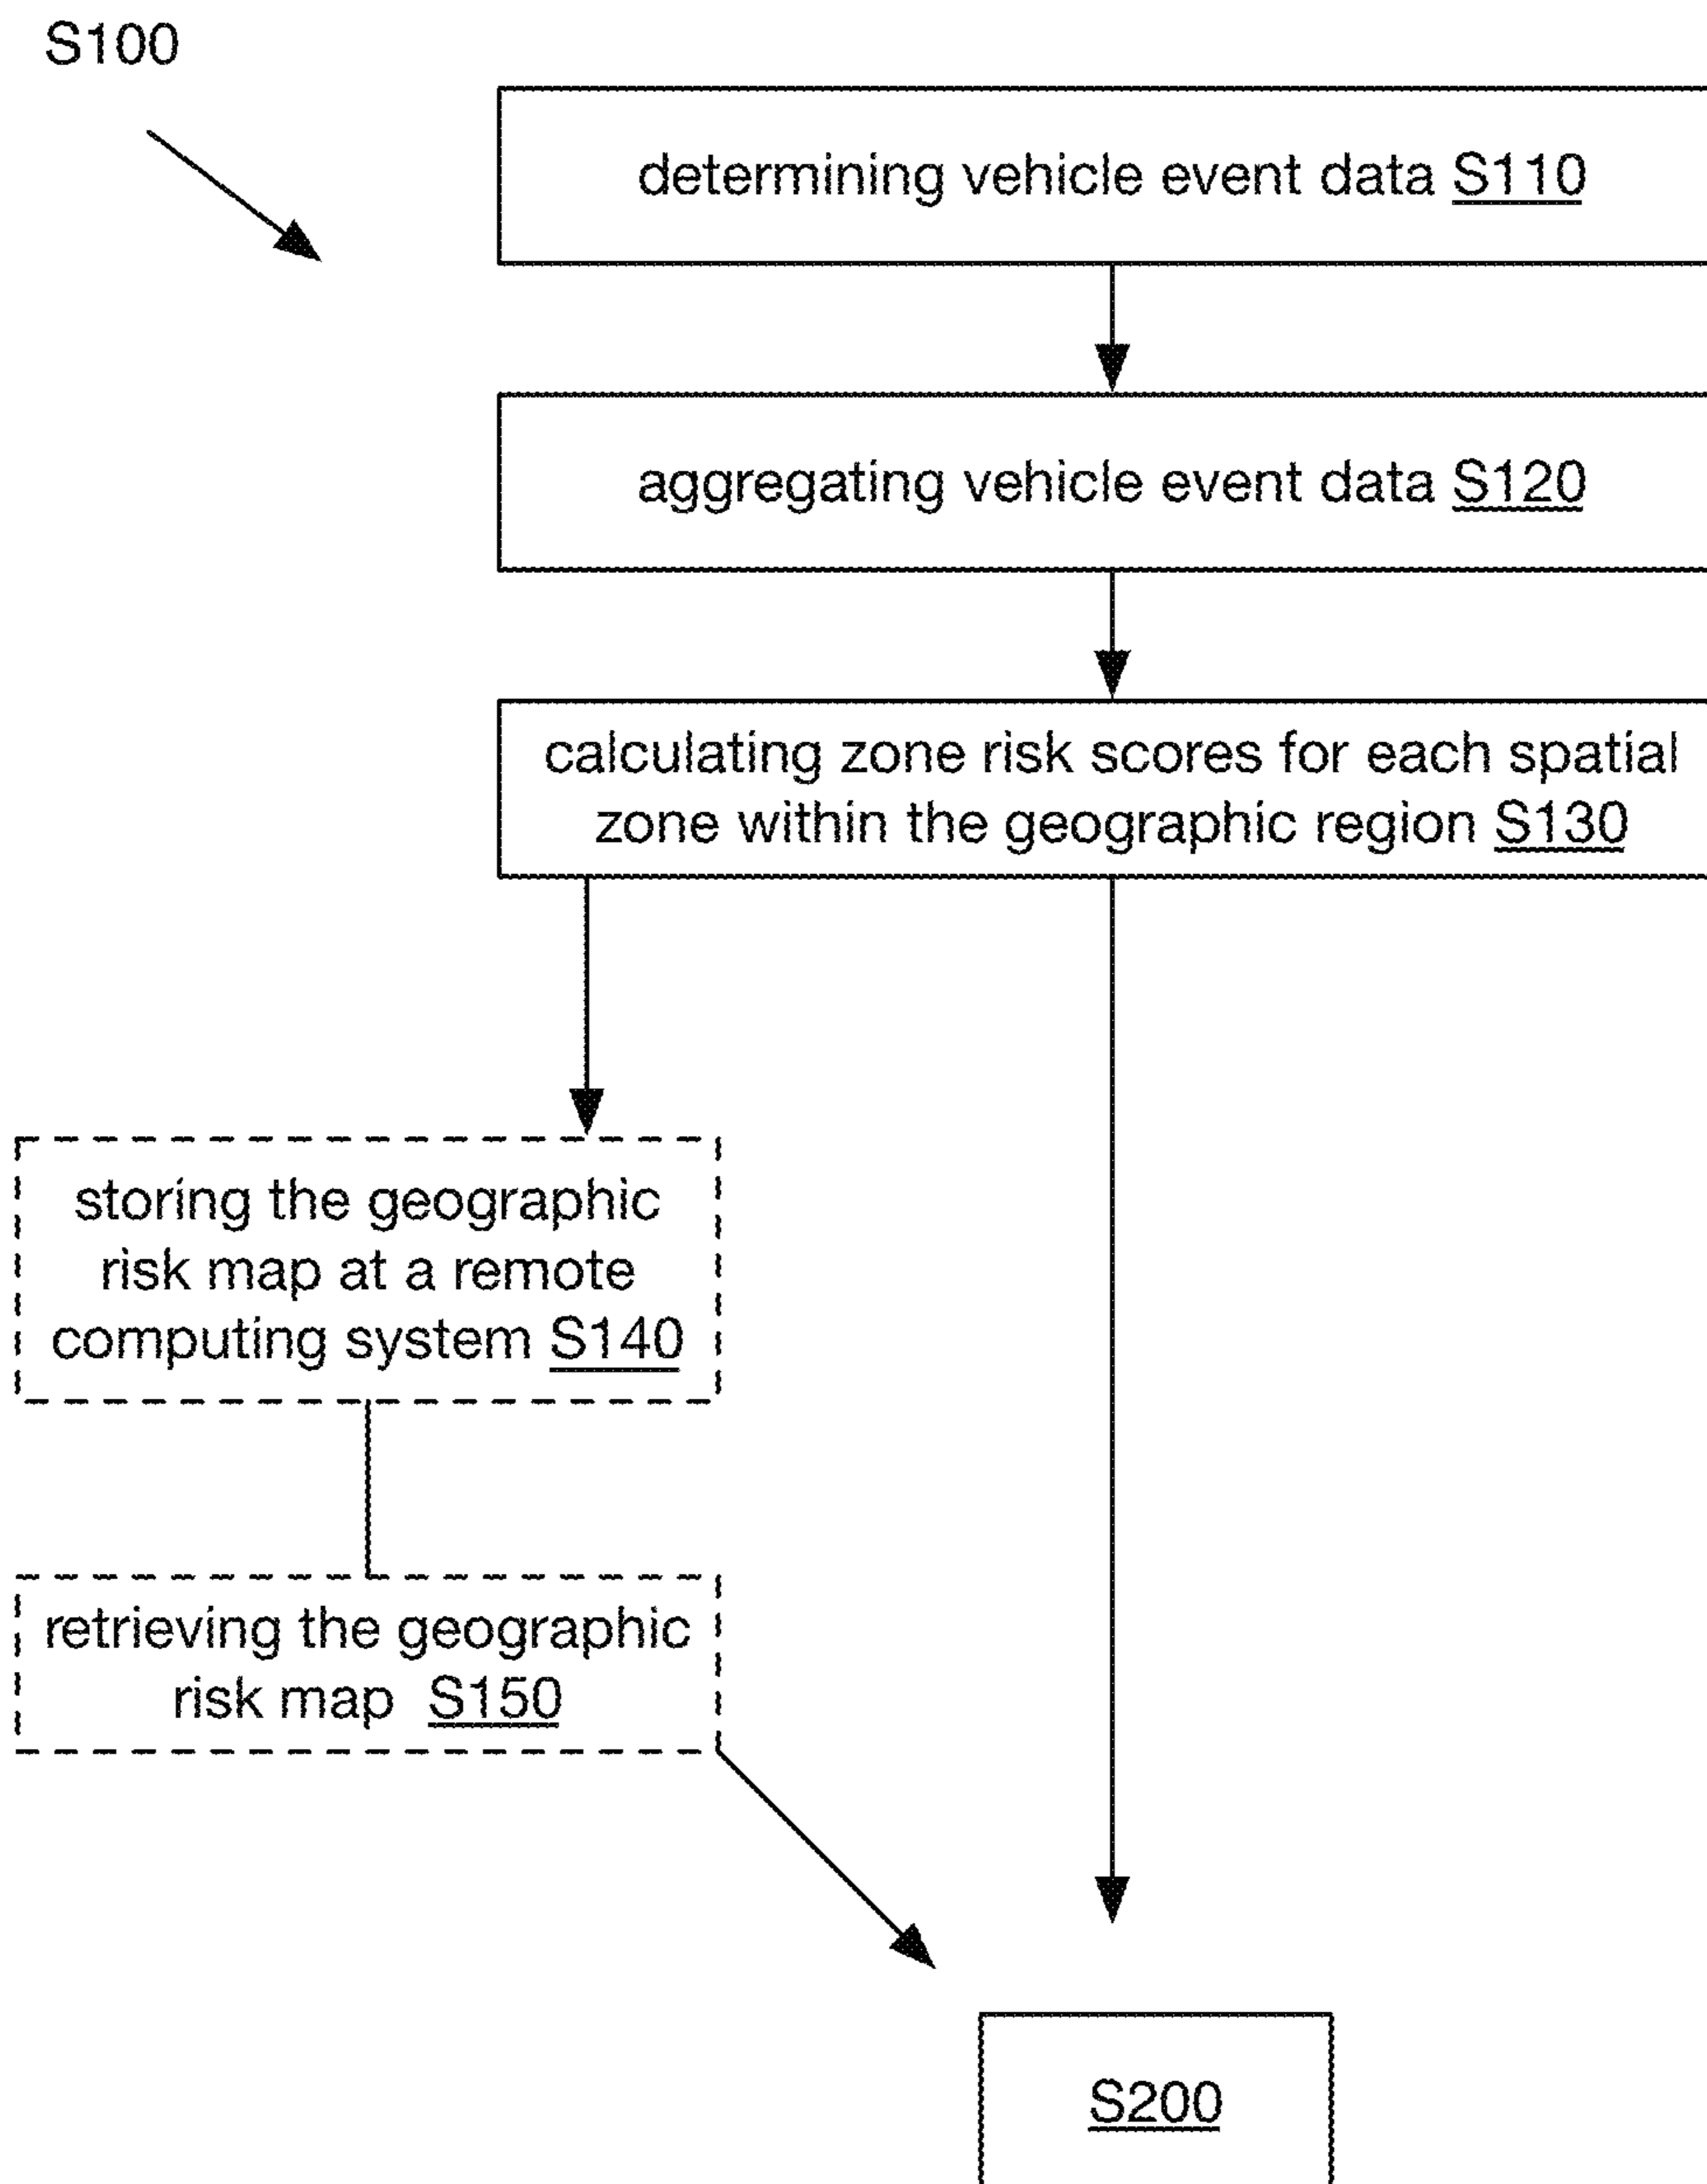 S100
determining vehicle event data S110
aggregating vehicle event data S120
calculating zone risk scores for each spatial
zone within the geographic region S130
storing the geographic
risk map at a remote
computing system S140
retrieving the geographic
risk map S150
S200